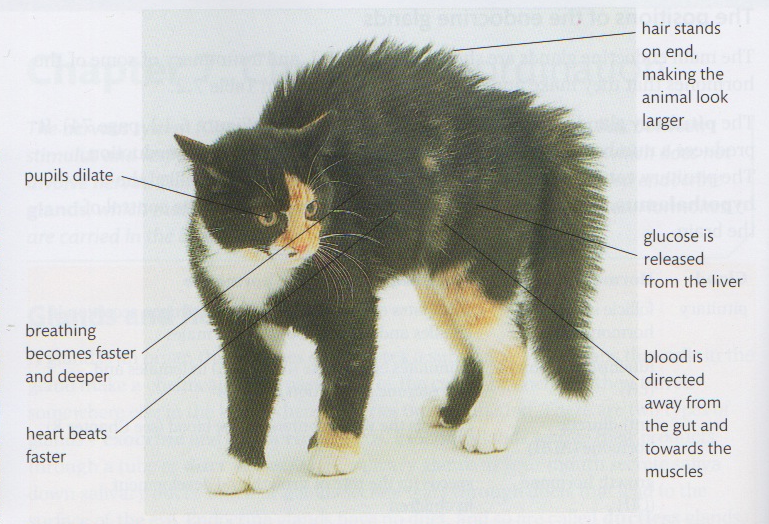 hair stands
on end,
making the
animal look
larger
pupils dilate
glucose is
released
from the liver
breathing
becomes faster
and deeper
blood is
directed
away from
the gut and
towards the
muscles
heart beats
faster